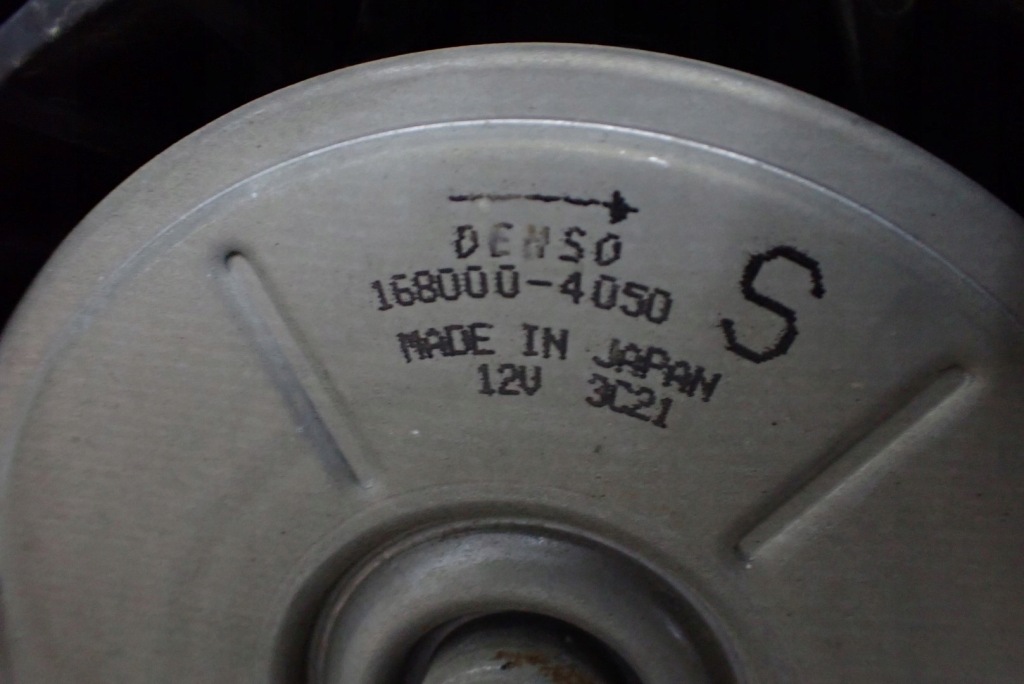 DENSO
168000-4050
S
MADE IN JAPAN
12V 3C21